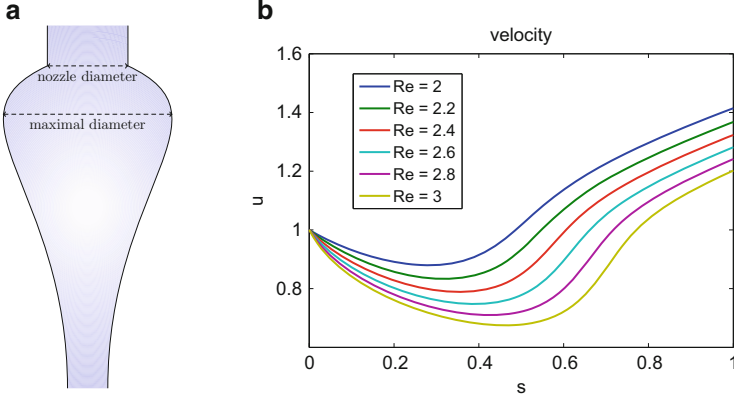 a
nozzle diameter
maximal diameter
b
velocity
1.6
1.4
1.2
1
0.8
u
Re = 2
Re = 2.2
Re = 2.4
Re = 2.6
Re = 2.8
Re = 3
0
0.2
0.4
0.6
0.8
1
s